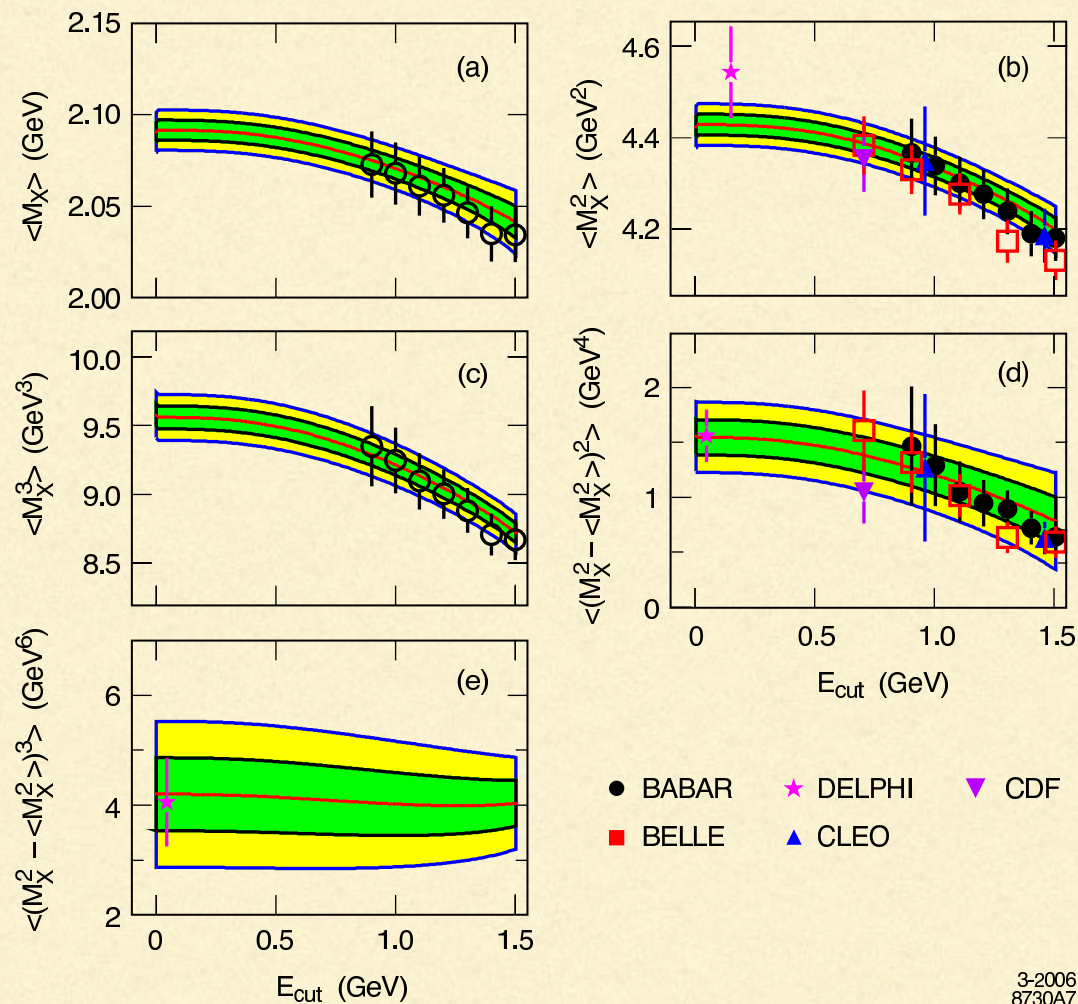 2.15
2.10
2.05
2.00
<M_X> (GeV)
(a)
4.6
4.4
4.2
<M_X^2> (GeV^2)
(b)
10.0
9.5
9.0
8.5
<M_X^3> (GeV^3)
(c)
2
1
0
<(M_X^2 – <M_X^2>)^2> (GeV^4)
(d)
0 0.5 1.0 1.5
E_cut (GeV)
6
4
2
<(M_X^2 – <M_X^2>)^3> (GeV^6)
(e)
0 0.5 1.0 1.5
E_cut (GeV)
BABAR DELPHI CDF
BELLE CLEO
3-2006
8730A7